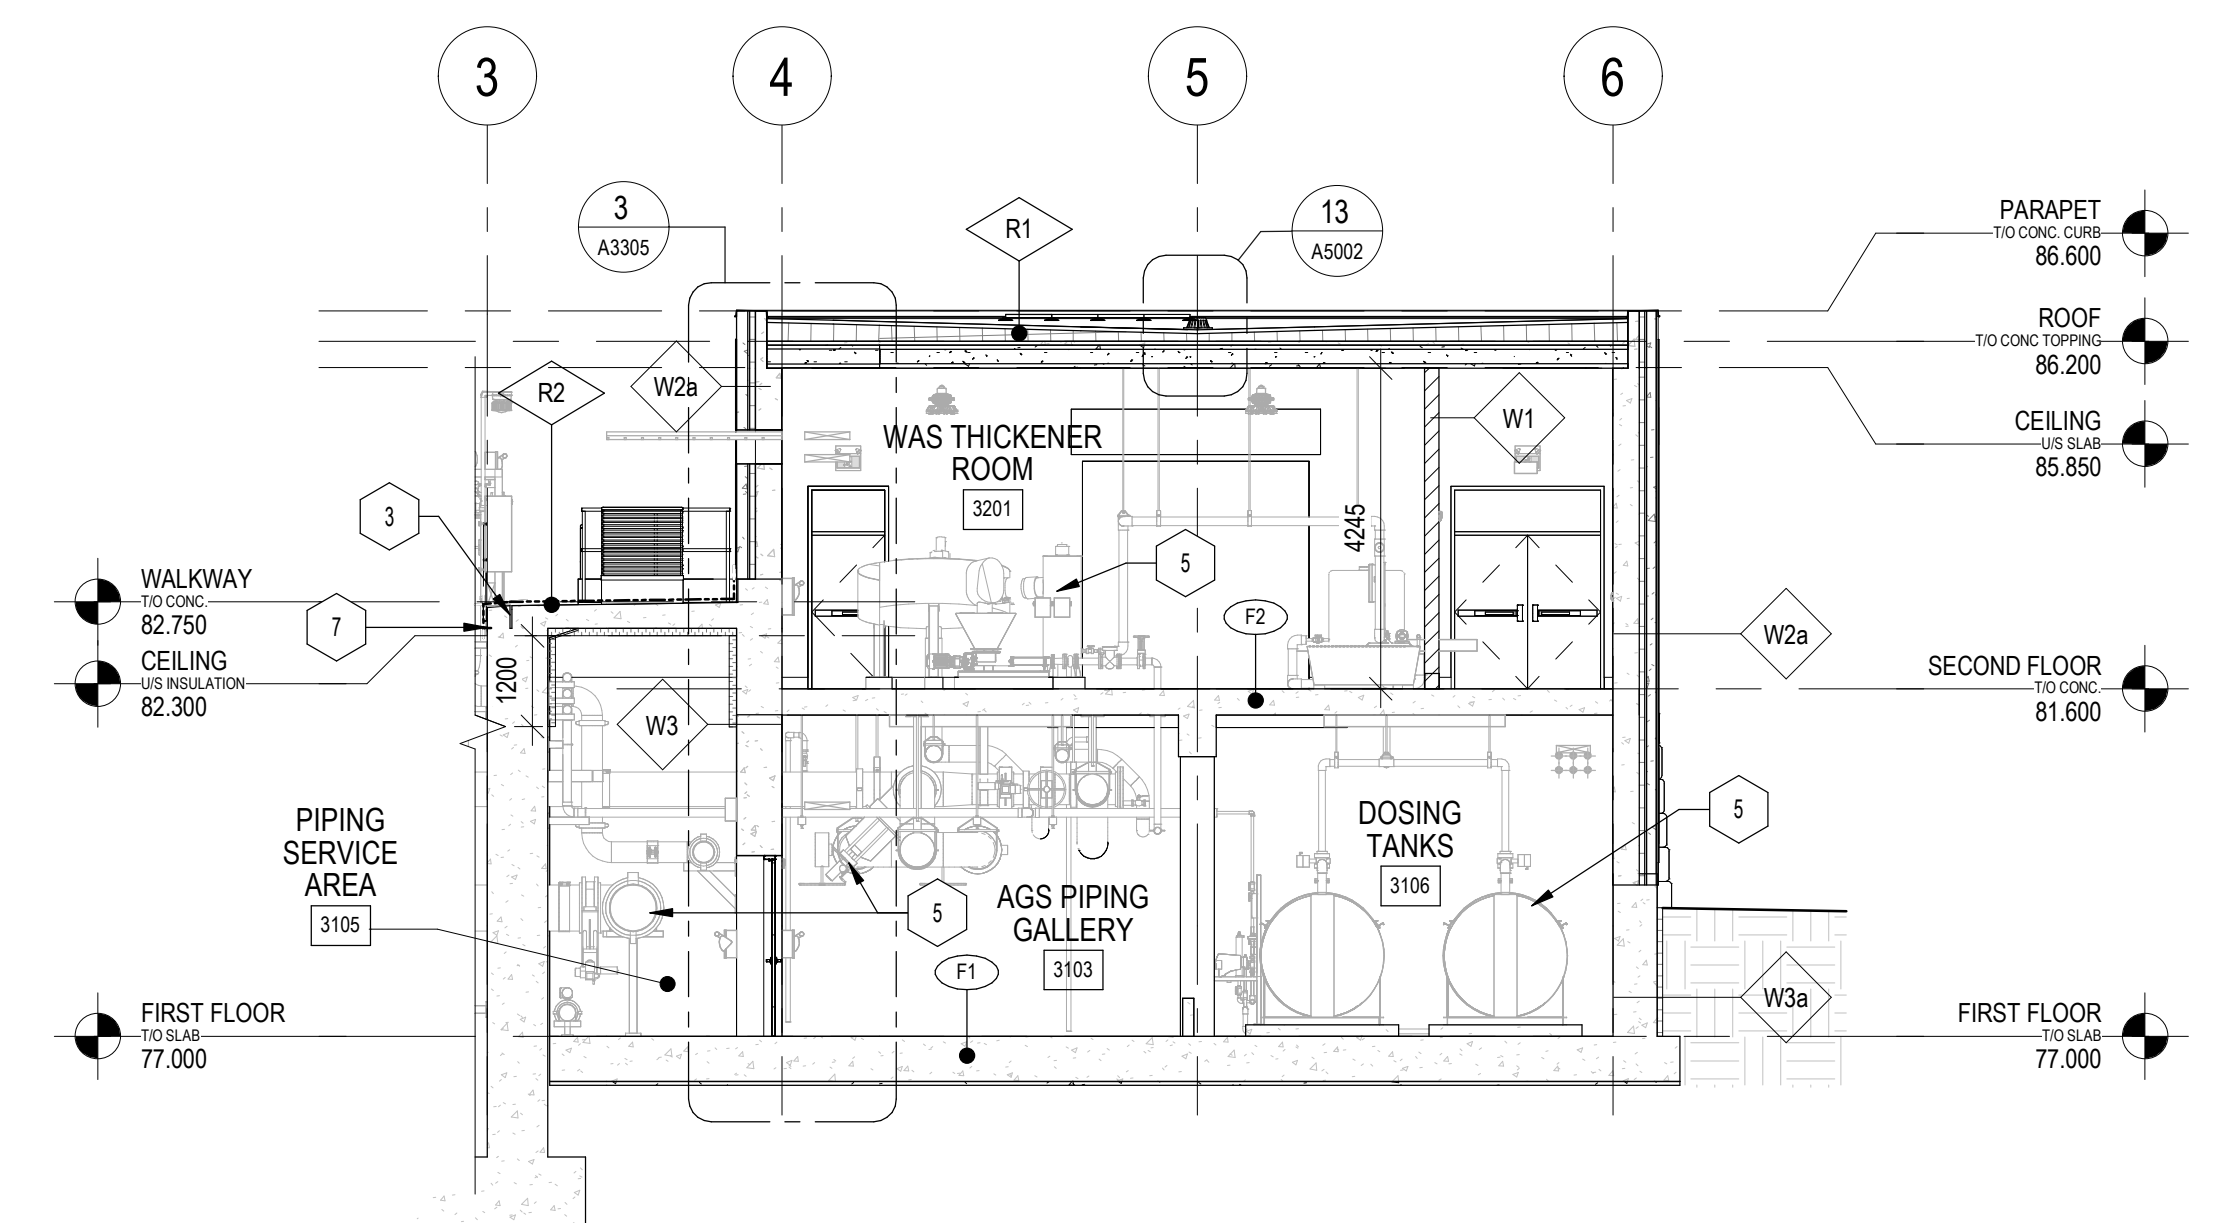 3
4
5
6
3
A3305
R1
13
A5002
PARAPET
T/O CONC. CURB
86.600
ROOF
T/O CONC TOPPING
86.200
CEILING
U/S SLAB
85.850
R2
W2a
W1
WAS THICKENER
ROOM
3201
3
4245
5
WALKWAY
T/O CONC.
82.750
7
F2
W2a
CEILING
U/S INSULATION
82.300
1200
W3
SECOND FLOOR
T/O CONC.
81.600
PIPING
SERVICE
AREA
3105
DOSING
TANKS
3106
5
5
AGS PIPING
GALLERY
3103
F1
W3a
FIRST FLOOR
T/O SLAB
77.000
FIRST FLOOR
T/O SLAB
77.000